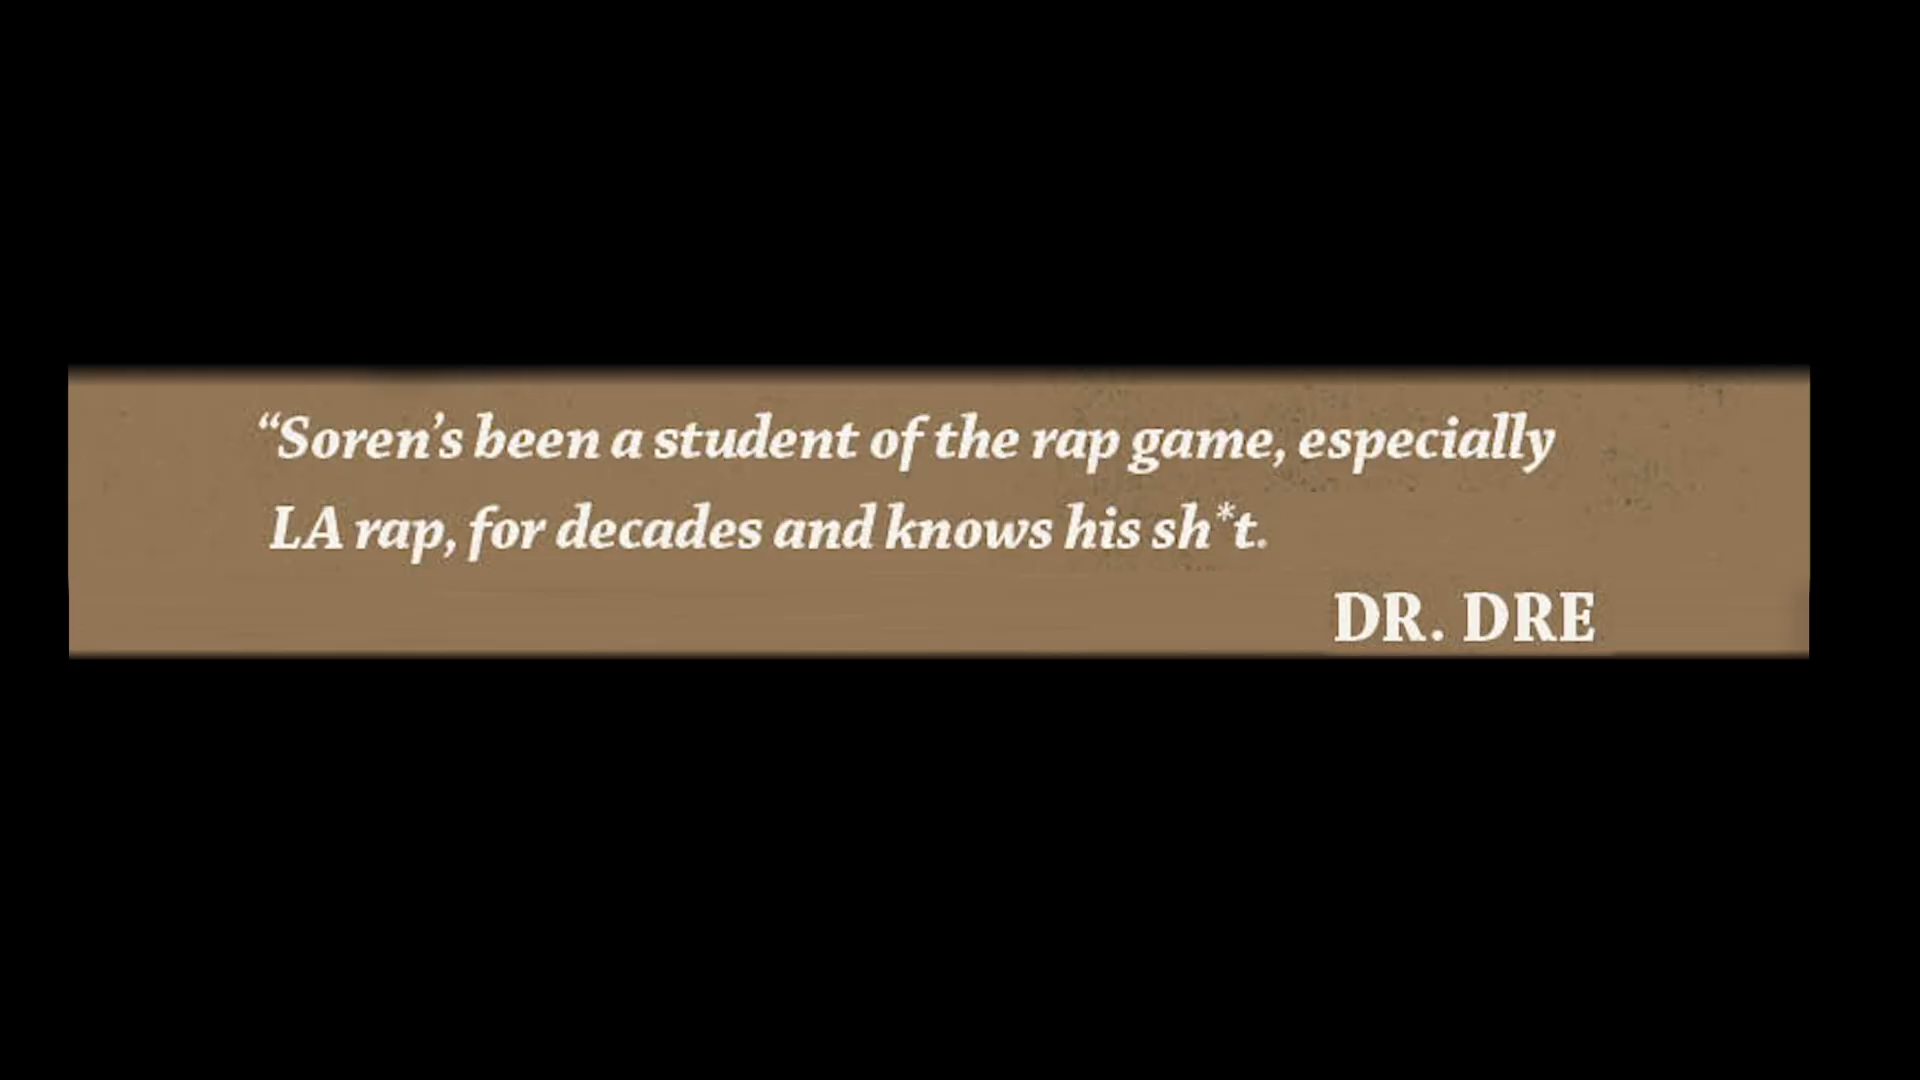 “Soren’s been a student of the rap game, especially
LA rap, for decades and knows his sh*t.
DR. DRE